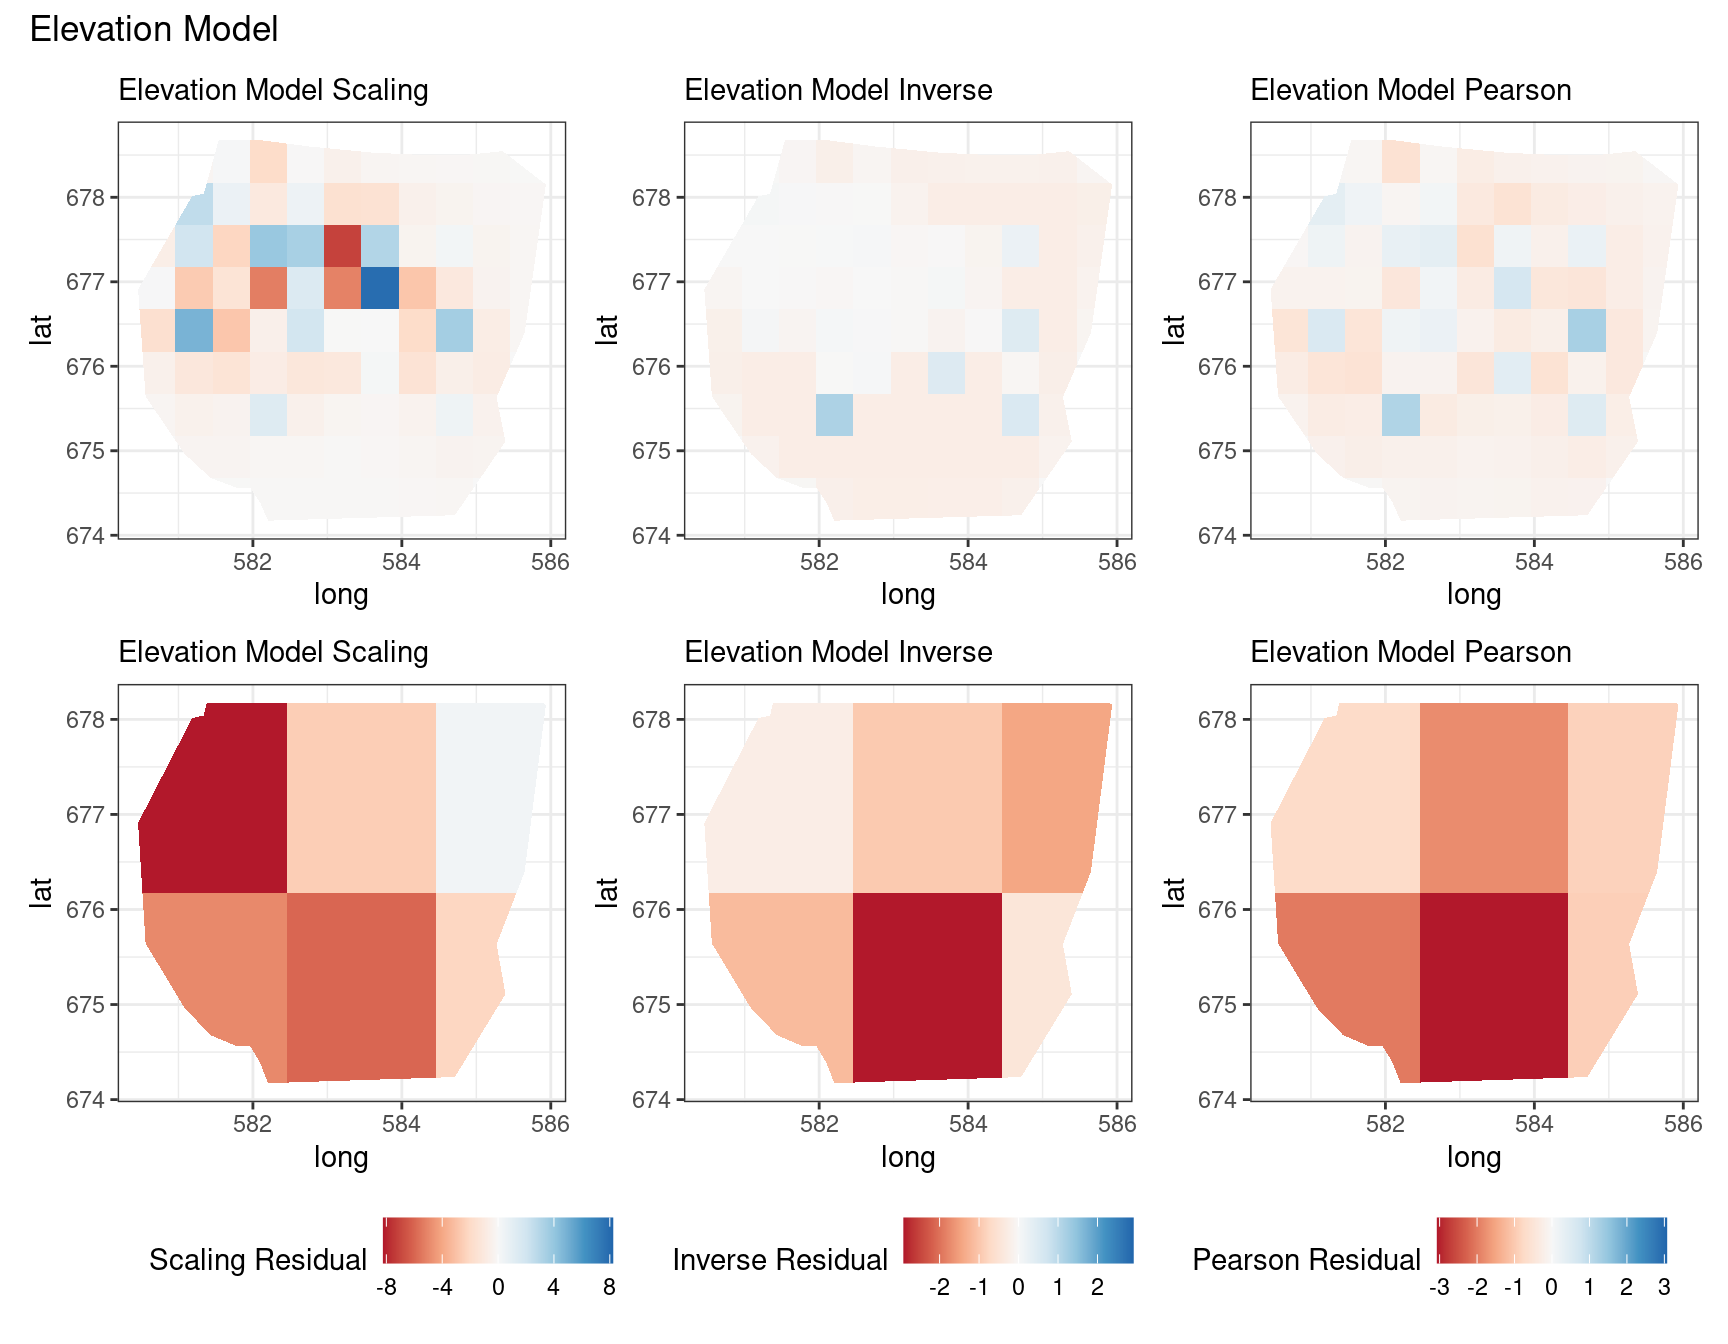 Elevation Model
Elevation Model Scaling
Elevation Model Inverse
Elevation Model Pearson
678
677
676
675
674
lat
582 584 586
long
678
677
676
675
674
lat
582 584 586
long
678
677
676
675
674
lat
582 584 586
long
Elevation Model Scaling
Elevation Model Inverse
Elevation Model Pearson
678
677
676
675
674
lat
582 584 586
long
678
677
676
675
674
lat
582 584 586
long
678
677
676
675
674
lat
582 584 586
long
Scaling Residual
-8 -4 0 4 8
Inverse Residual
-2 -1 0 1 2
Pearson Residual
-3 -2 -1 0 1 2 3